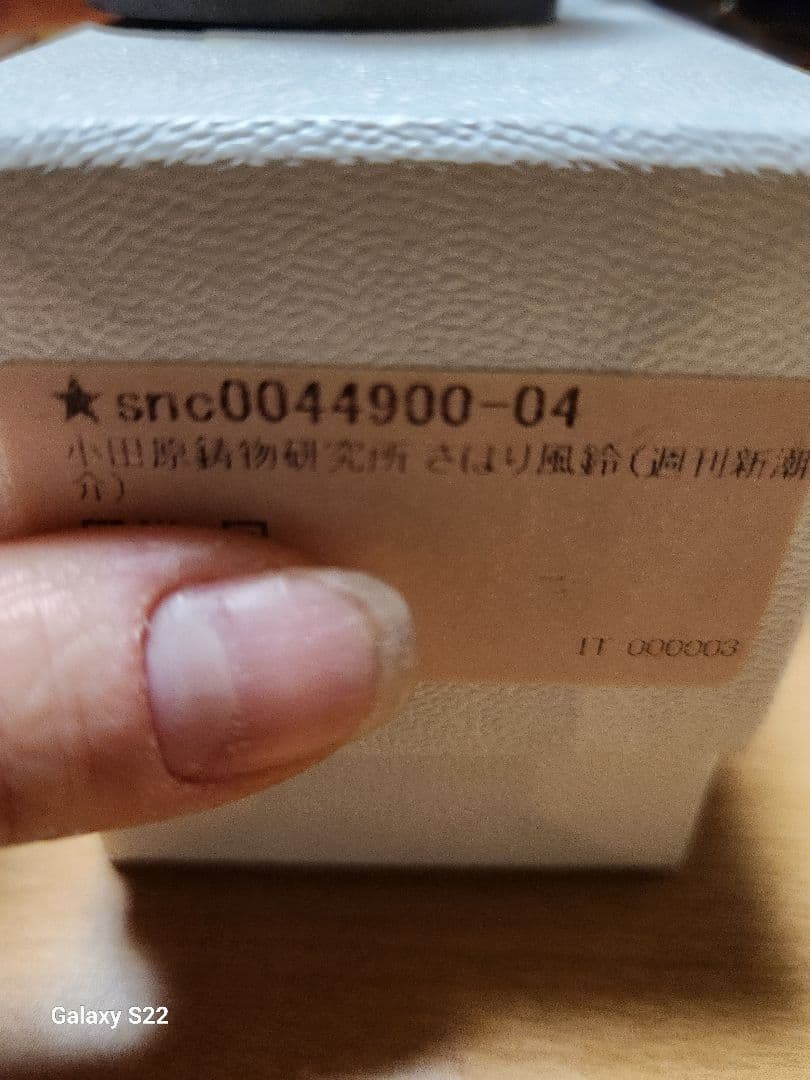 ★snc0044900-04
小田原鋳物研究所 さはり風鈴(週刊新潮
介)
IT 000003
Galaxy S22